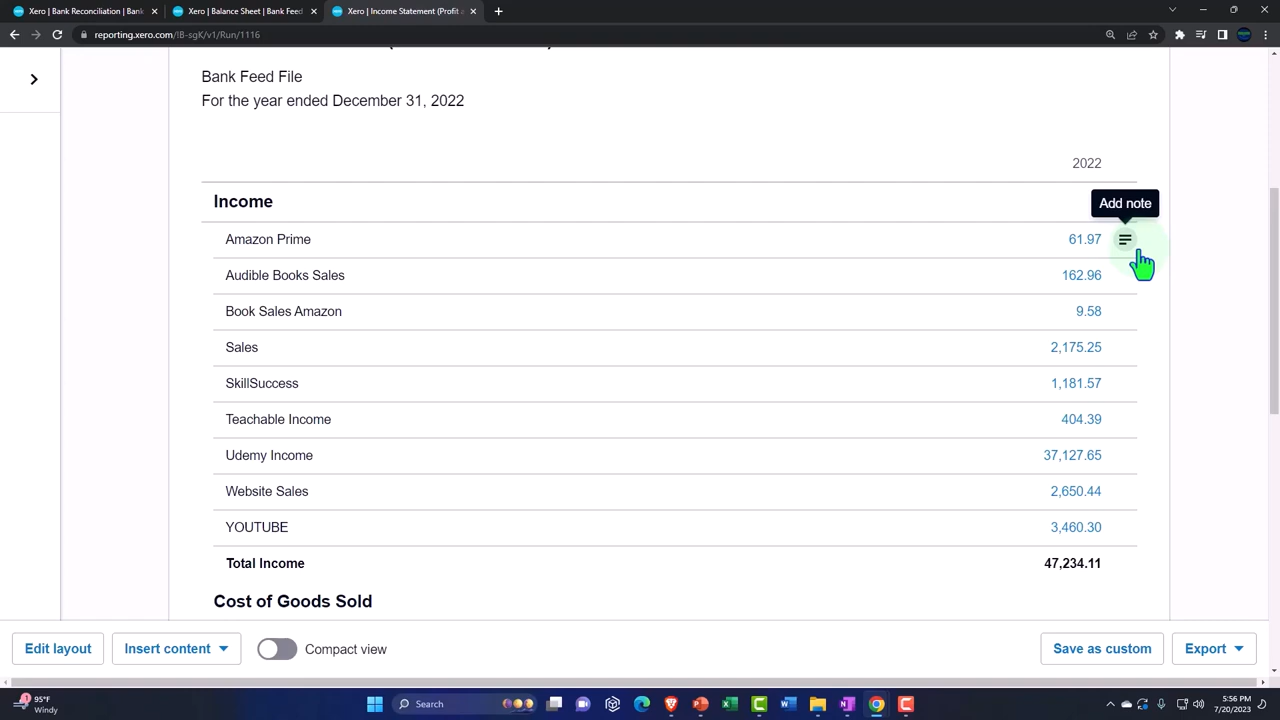 Xero | Bank Reconciliation | Bank
Xero | Balance Sheet | Bank Feed
Xero | Income Statement (Profit a
reporting.xero.com/!B-sgK/v1/Run/1116
Bank Feed File
For the year ended December 31, 2022
2022
Income
Add note
Amazon Prime 61.97
Audible Books Sales 162.96
Book Sales Amazon 9.58
Sales 2,175.25
SkillSuccess 1,181.57
Teachable Income 404.39
Udemy Income 37,127.65
Website Sales 2,650.44
YOUTUBE 3,460.30
Total Income 47,234.11
Cost of Goods Sold
Edit layout
Insert content
Compact view
Save as custom
Export
95°F
Windy
Search
5:56 PM
7/20/2023